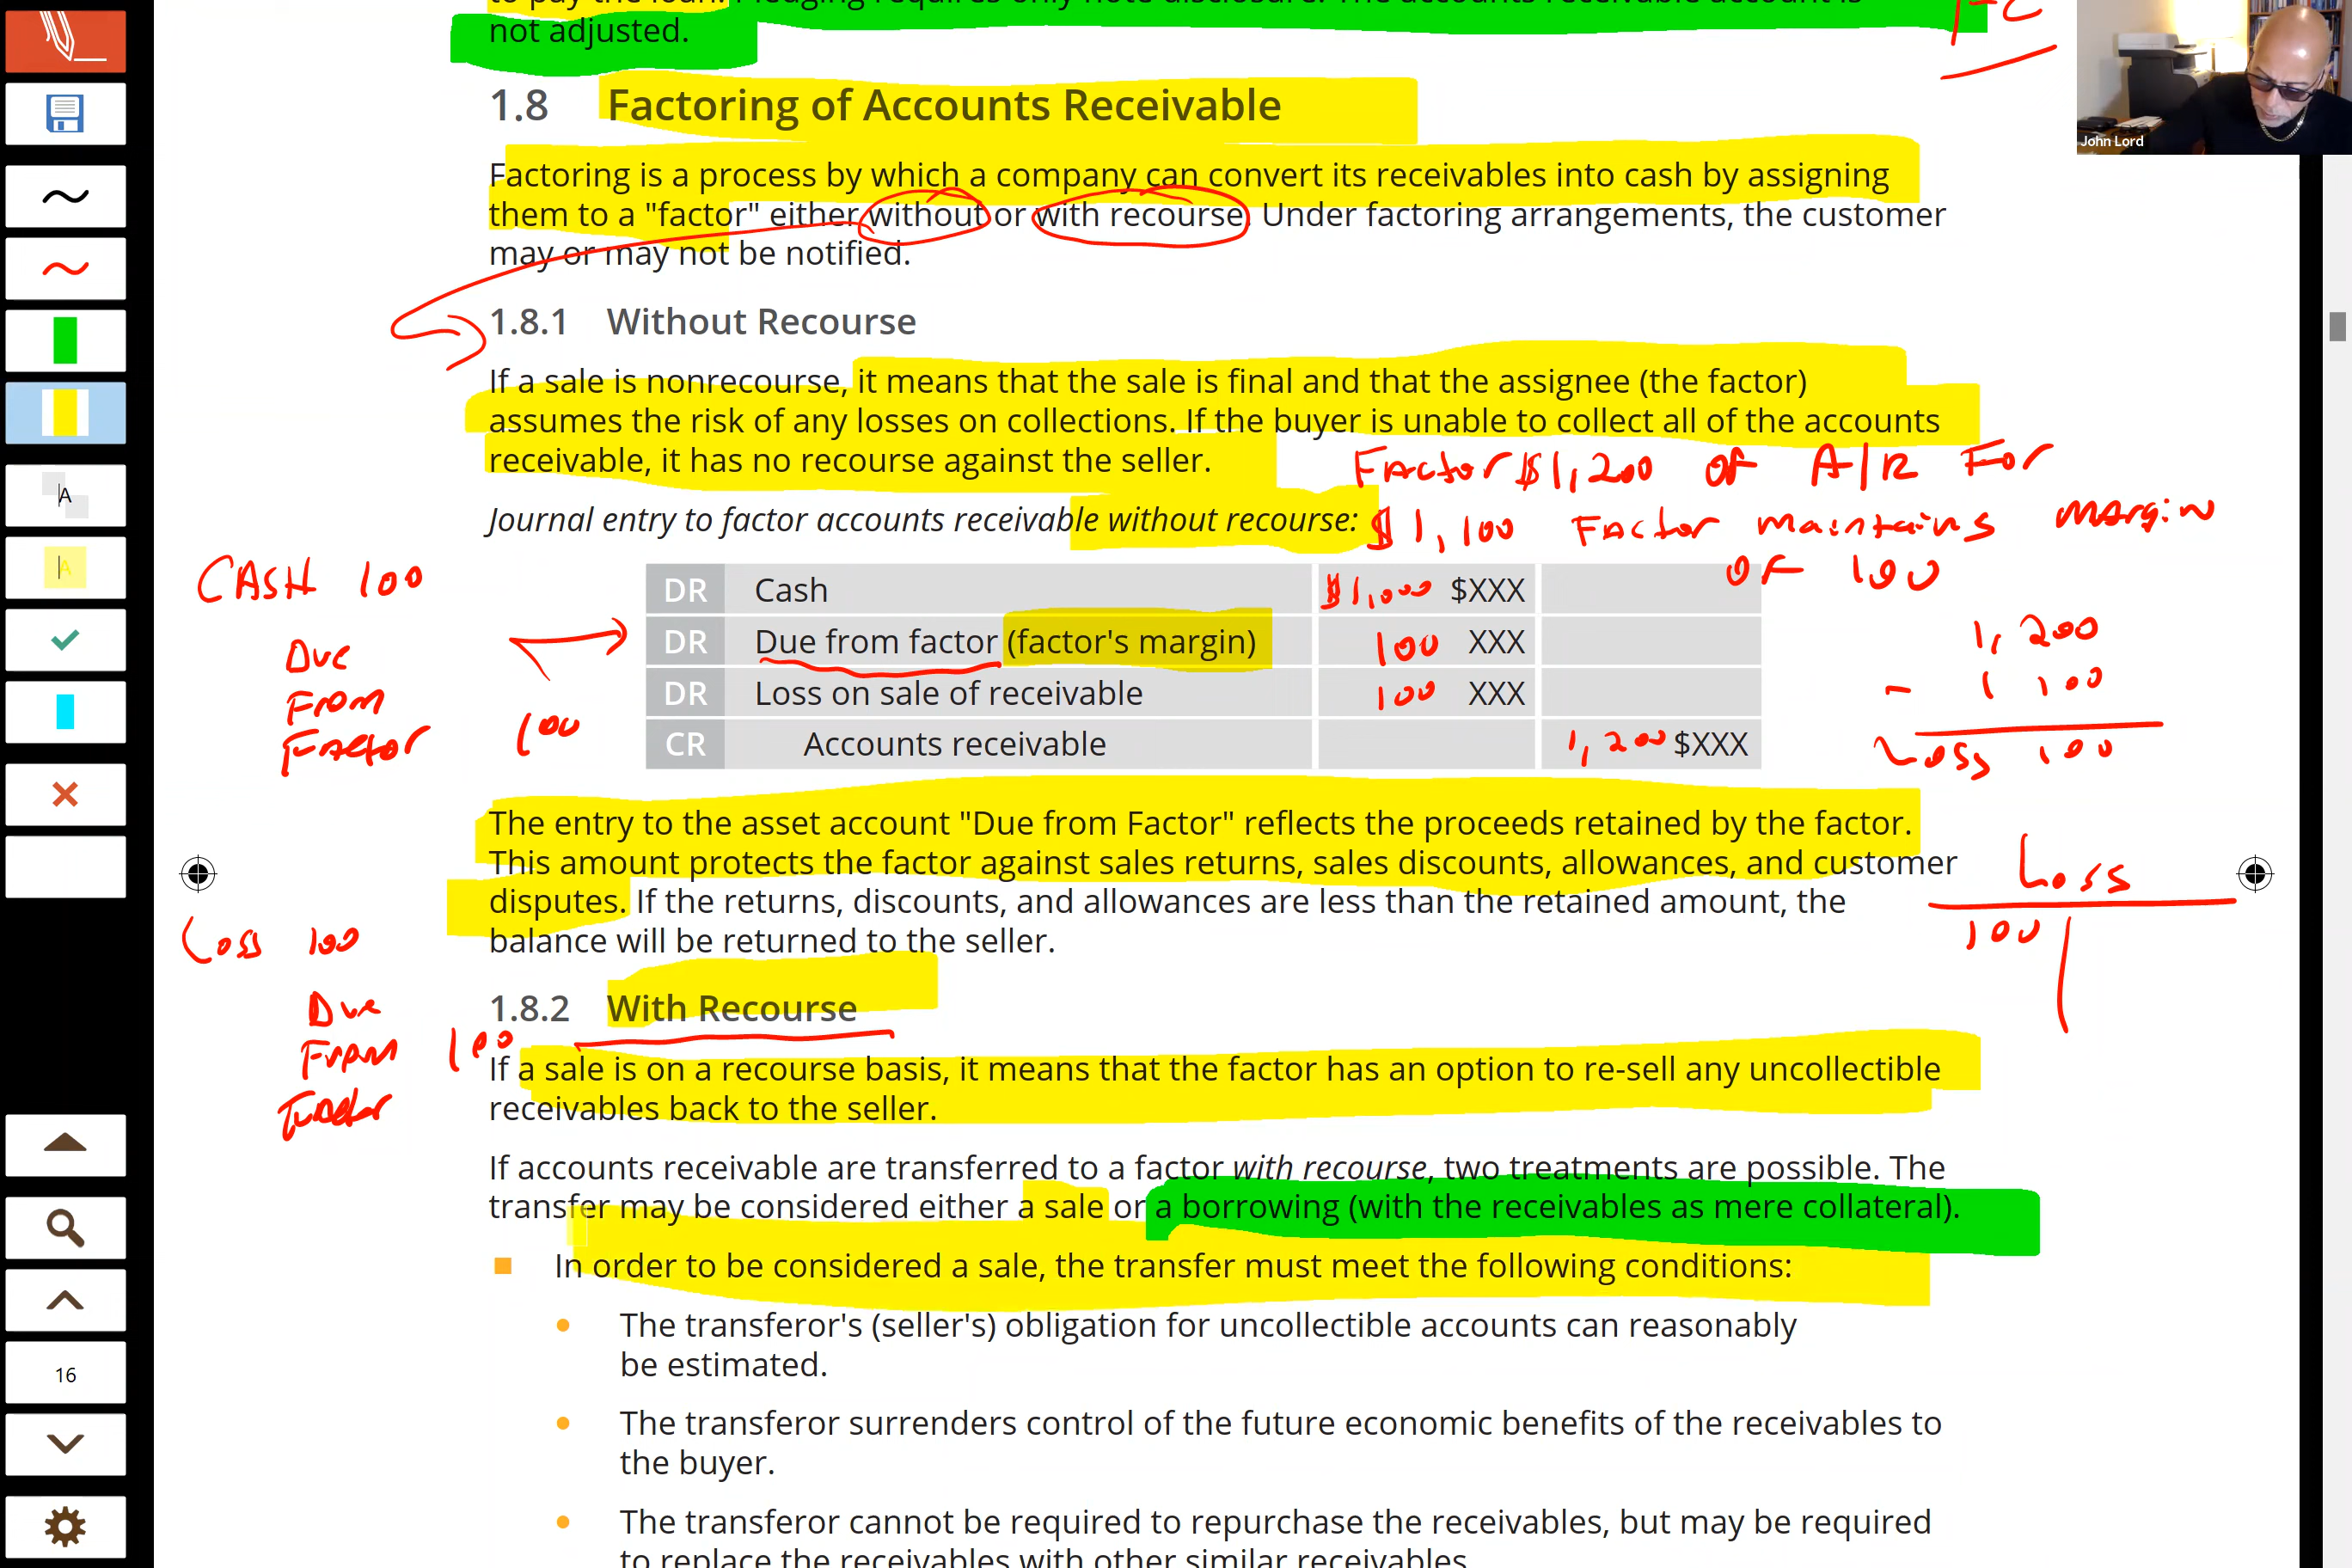 not adjusted.
John Lord
1.8 Factoring of Accounts Receivable
Factoring is a process by which a company can convert its receivables into cash by assigning
them to a "factor" either without or with recourse. Under factoring arrangements, the customer
may or may not be notified.
1.8.1 Without Recourse
If a sale is nonrecourse, it means that the sale is final and that the assignee (the factor)
assumes the risk of any losses on collections. If the buyer is unable to collect all of the accounts
receivable, it has no recourse against the seller.
Factor $1,200 of A/R For
Journal entry to factor accounts receivable without recourse:
$1,100 Factor maintains margin
of 100
CASH 100
Due
From
Factor 100
DR Cash $1,000 $XXX
DR Due from factor (factor's margin) 100 XXX
DR Loss on sale of receivable 100 XXX
CR Accounts receivable 1,200 $XXX
1,200
- 1 100
Loss 100
The entry to the asset account "Due from Factor" reflects the proceeds retained by the factor.
This amount protects the factor against sales returns, sales discounts, allowances, and customer
disputes. If the returns, discounts, and allowances are less than the retained amount, the
balance will be returned to the seller.
Loss
100
Loss 100
Due
From 100
Factor
1.8.2 With Recourse
If a sale is on a recourse basis, it means that the factor has an option to re-sell any uncollectible
receivables back to the seller.
If accounts receivable are transferred to a factor with recourse, two treatments are possible. The
transfer may be considered either a sale or a borrowing (with the receivables as mere collateral).
In order to be considered a sale, the transfer must meet the following conditions:
The transferor's (seller's) obligation for uncollectible accounts can reasonably
be estimated.
The transferor surrenders control of the future economic benefits of the receivables to
the buyer.
The transferor cannot be required to repurchase the receivables, but may be required
to replace the receivables with other similar receivables.
A
A
16